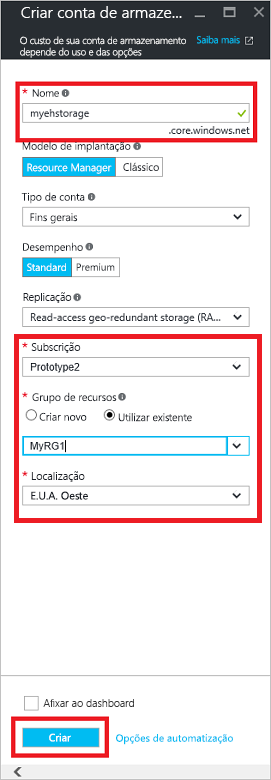 Criar conta de armaze...
O custo de sua conta de armazenamento Saiba mais
depende do uso e das opções
* Nome
myehstorage
.core.windows.net
Modelo de implantação
Resource Manager Clássico
Tipo de conta
Fins gerais
Desempenho
Standard Premium
Replicação
Read-access geo-redundant storage (RA...
* Subscrição
Prototype2
* Grupo de recursos
Criar novo Utilizar existente
MyRG1
* Localização
E.U.A. Oeste
Afixar ao dashboard
Criar Opções de automatização